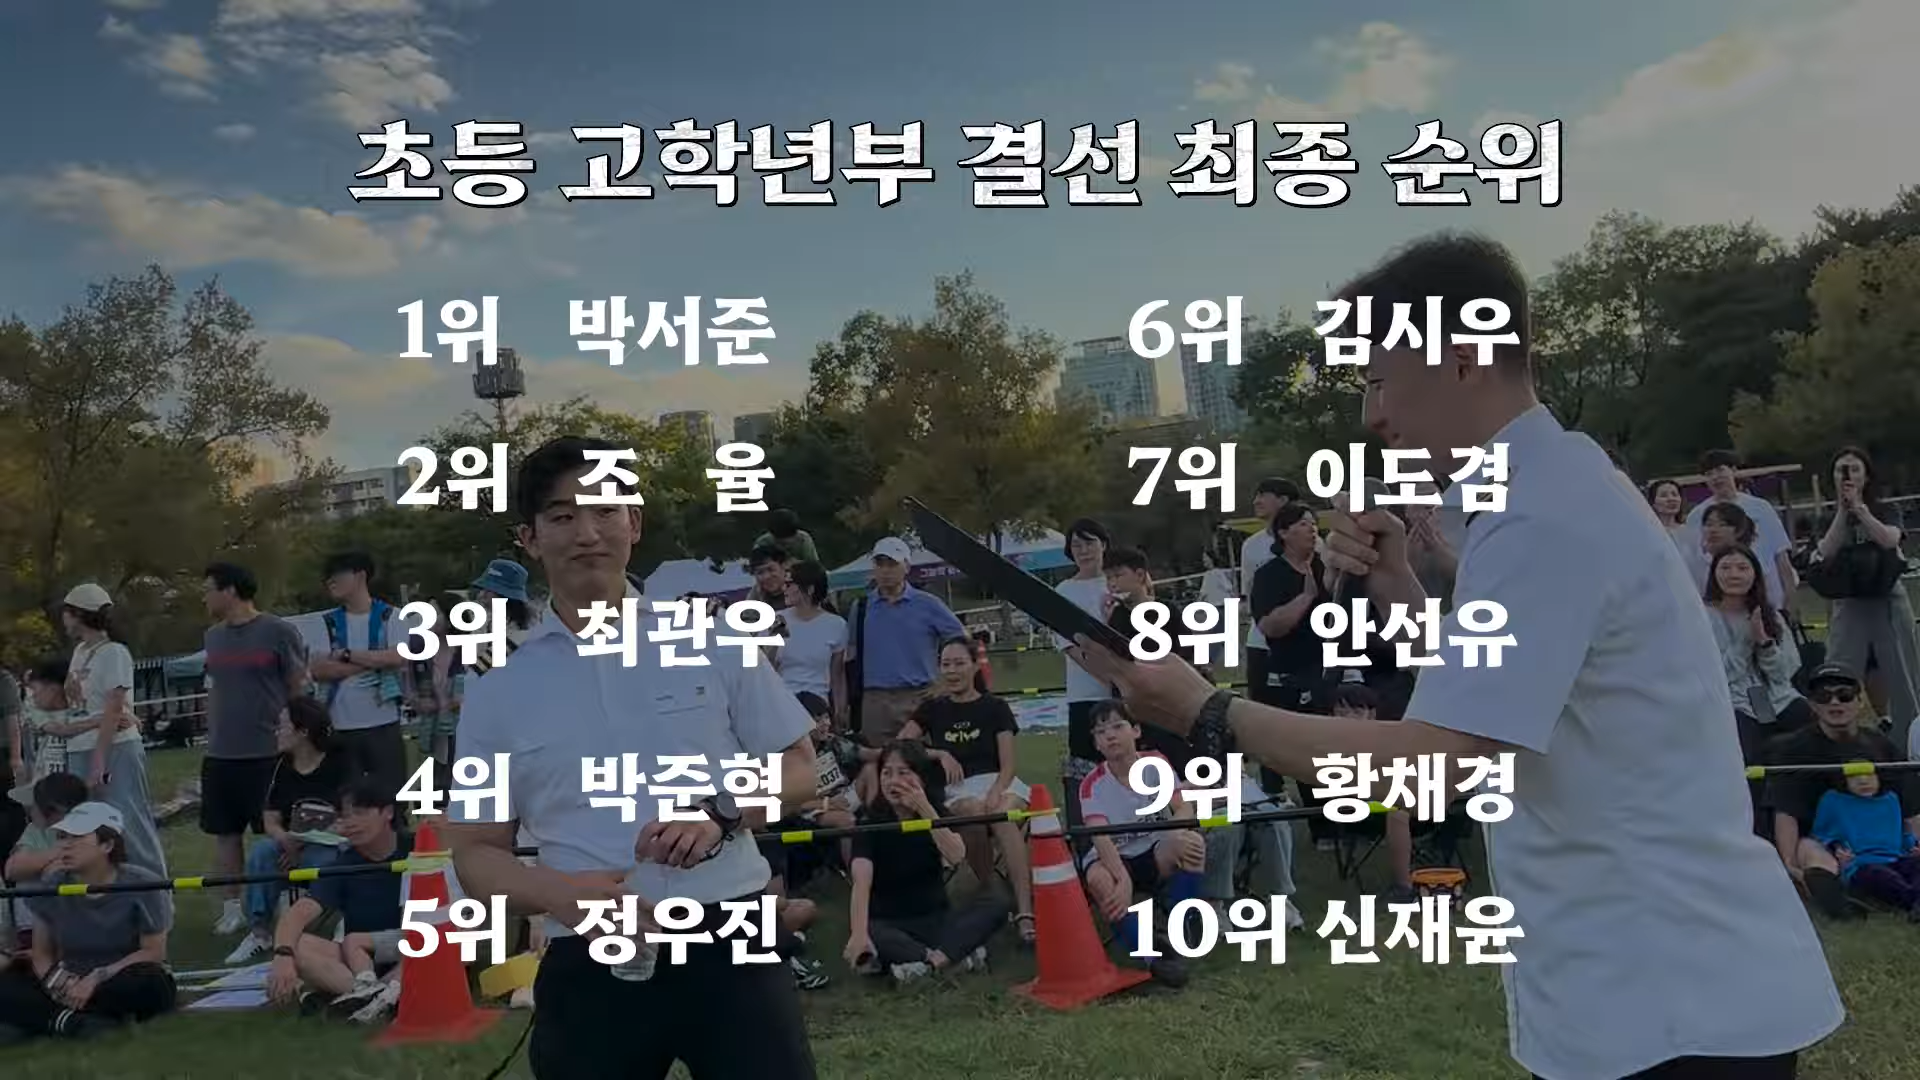 초등 고학년부 결선 최종 순위
1위 박서준
2위 조 율
3위 최관우
4위 박준혁
5위 정우진
6위 김시우
7위 이도겸
8위 안선유
9위 황채경
10위 신재윤
drive